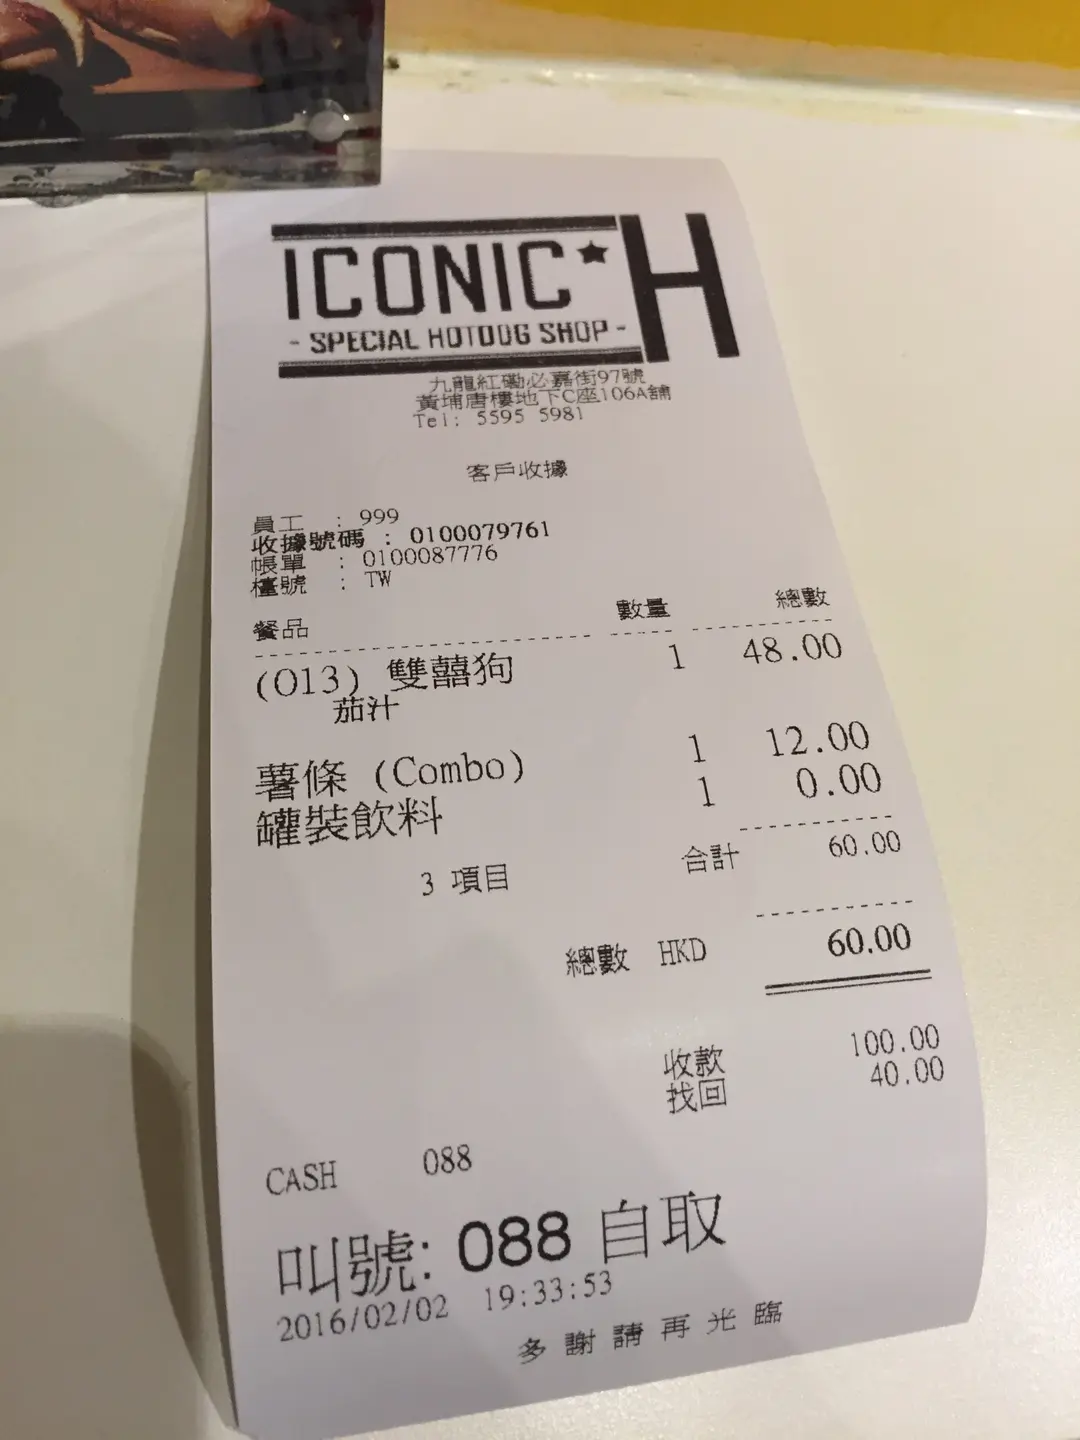 ICONIC★H
- SPECIAL HOTDOG SHOP -
九龍紅磡必嘉街97號
黃埔唐樓地下C座106A舖
Tel: 5595 5981
客戶收據
員工 : 999
收據號碼 : 0100079761
帳單 : 0100087776
檯號 : TW
餐品 數量 總數
(O13) 雙囍狗 1 48.00
茄汁
薯條 (Combo) 1 12.00
罐裝飲料 1 0.00
3 項目 合計 60.00
總數 HKD 60.00
收款 100.00
找回 40.00
CASH 088
叫號: 088 自取
2016/02/02 19:33:53
多謝請再光臨